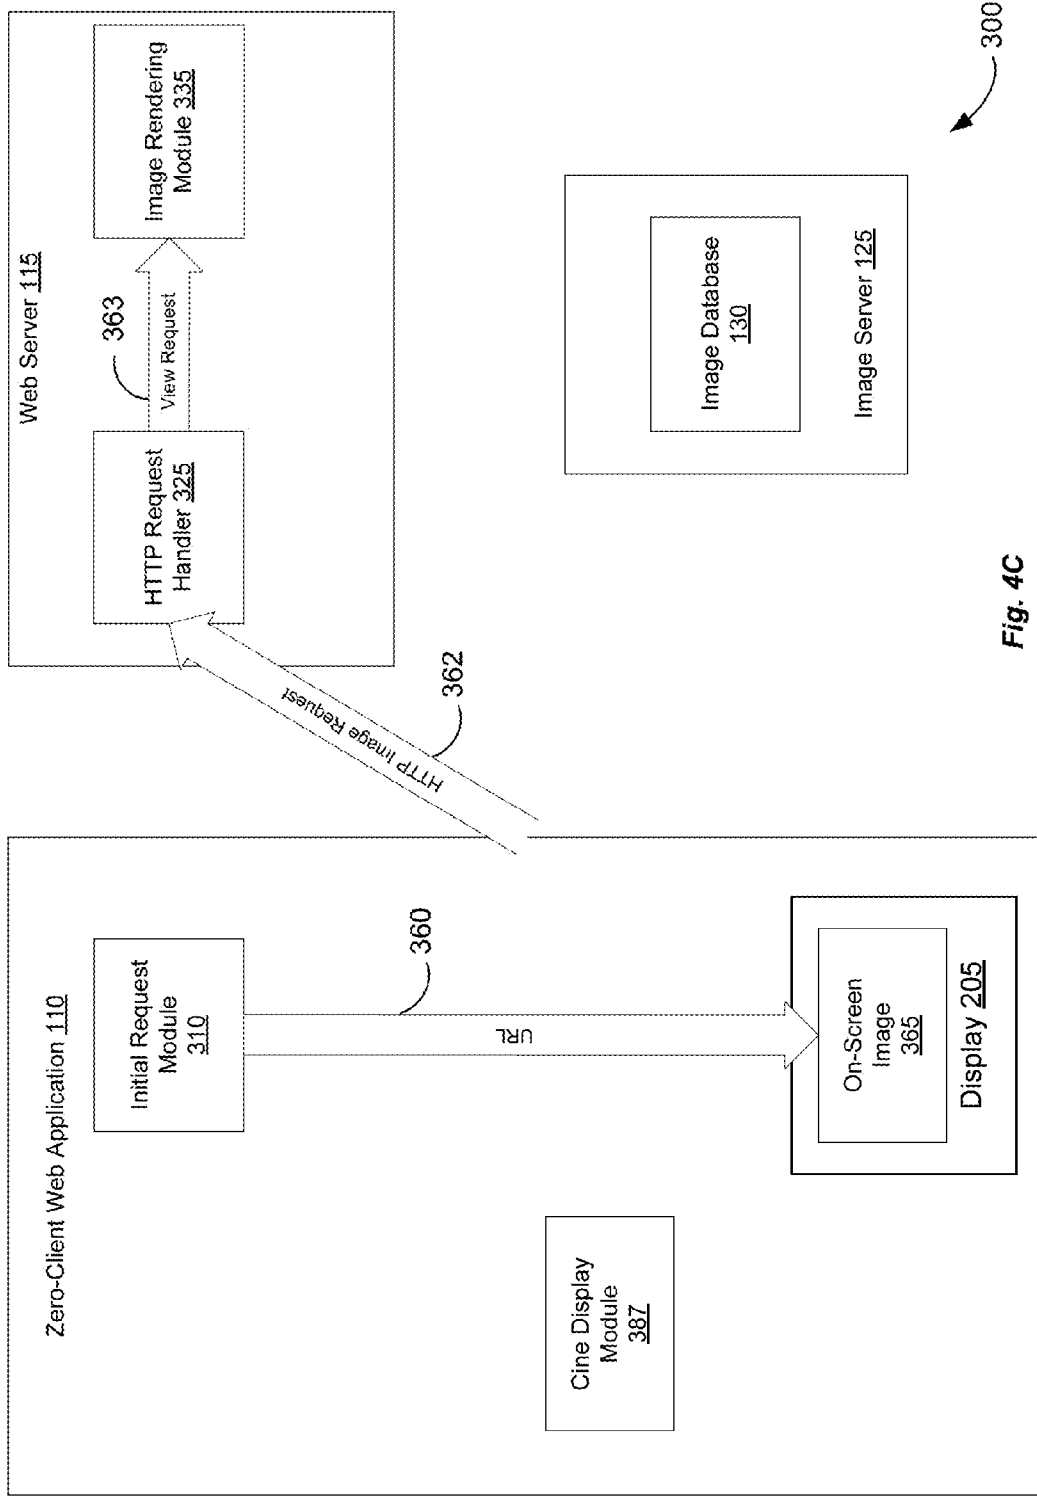 Zero-Client Web Application 110
Initial Request
Module
310
360
URL
Cine Display
Module
387
On-Screen
Image
365
Display 205
HTTP Image Request
362
Web Server 115
HTTP Request
Handler 325
363
View Request
Image Rendering
Module 335
Image Database
130
Image Server 125
300
Fig. 4C